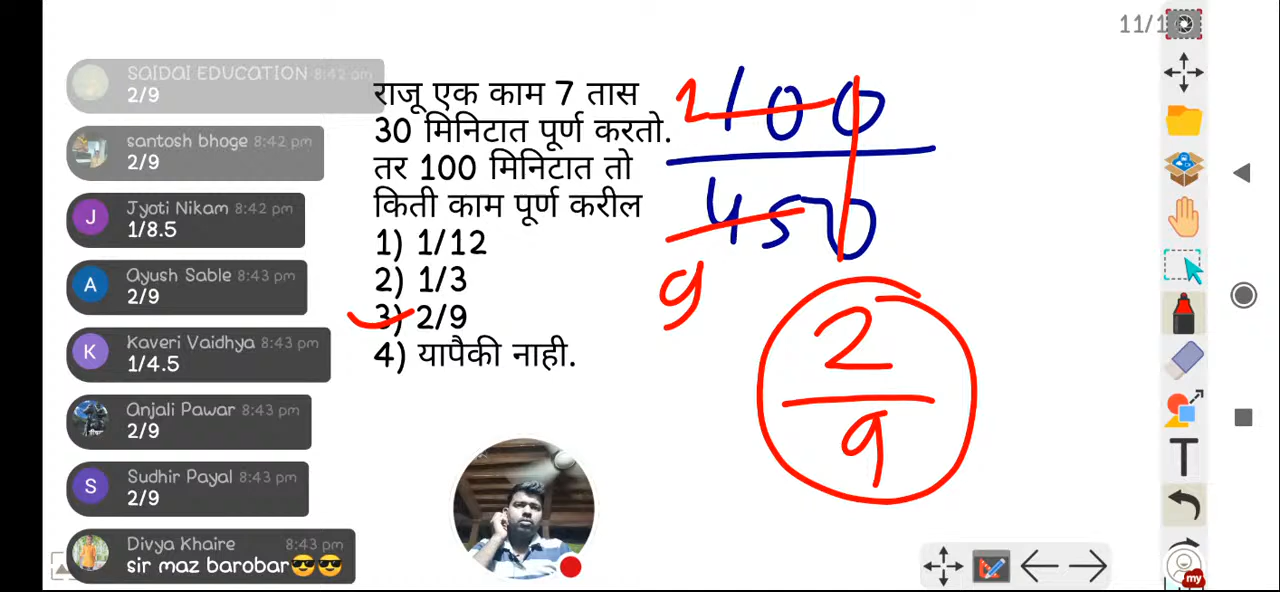 11/1
SAIDAI EDUCATION 8:42 am
2/9
santosh bhoge 8:42 pm
2/9
J
Jyoti Nikam 8:42 pm
1/8.5
A
Ayush Sable 8:43 pm
2/9
K
Kaveri Vaidhya 8:43 pm
1/4.5
Anjali Pawar 8:43 pm
2/9
S
Sudhir Payal 8:43 pm
2/9
Divya Khaire 8:43 pm
sir maz barobar😎😎
राजू एक काम 7 तास
30 मिनिटात पूर्ण करतो.
तर 100 मिनिटात तो
किती काम पूर्ण करील
1) 1/12
2) 1/3
3) 2/9
4) यापैकी नाही.
2
100
450
9
2
9
T
my